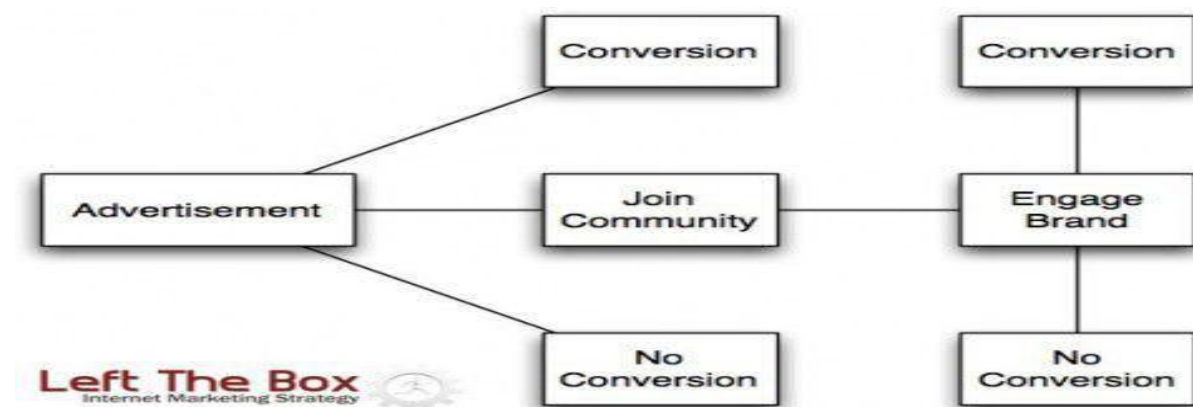 Conversion
Conversion
Advertisement
Join
Community
Engage
Brand
No
Conversion
No
Conversion
Left The Box
Internet Marketing Strategy